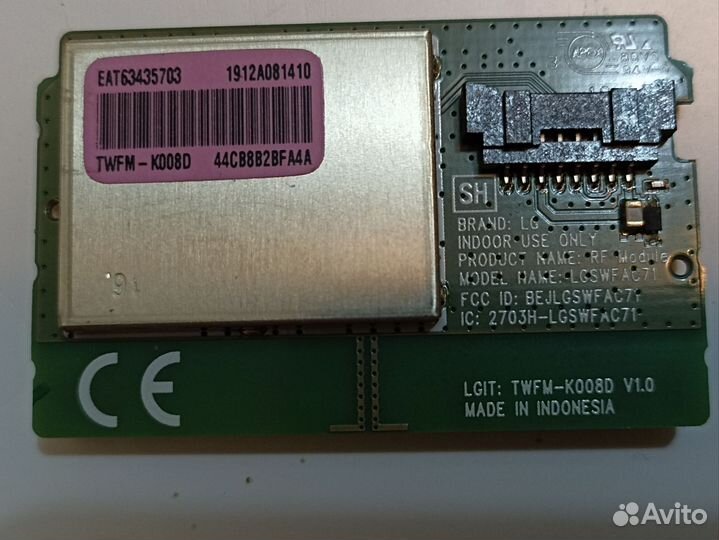 EAT63435703 1912A081410
TWFM-K008D 44CB8B2BFA4A
SH
BRAND: LG
INDOOR USE ONLY
PRODUCT NAME: RF Module
MODEL NAME: LGSWFAC71
FCC ID: BEJLGSWFAC71
IC: 2703H-LGSWFAC71
LGIT: TWFM-K008D V1.0
MADE IN INDONESIA
CE
Avito